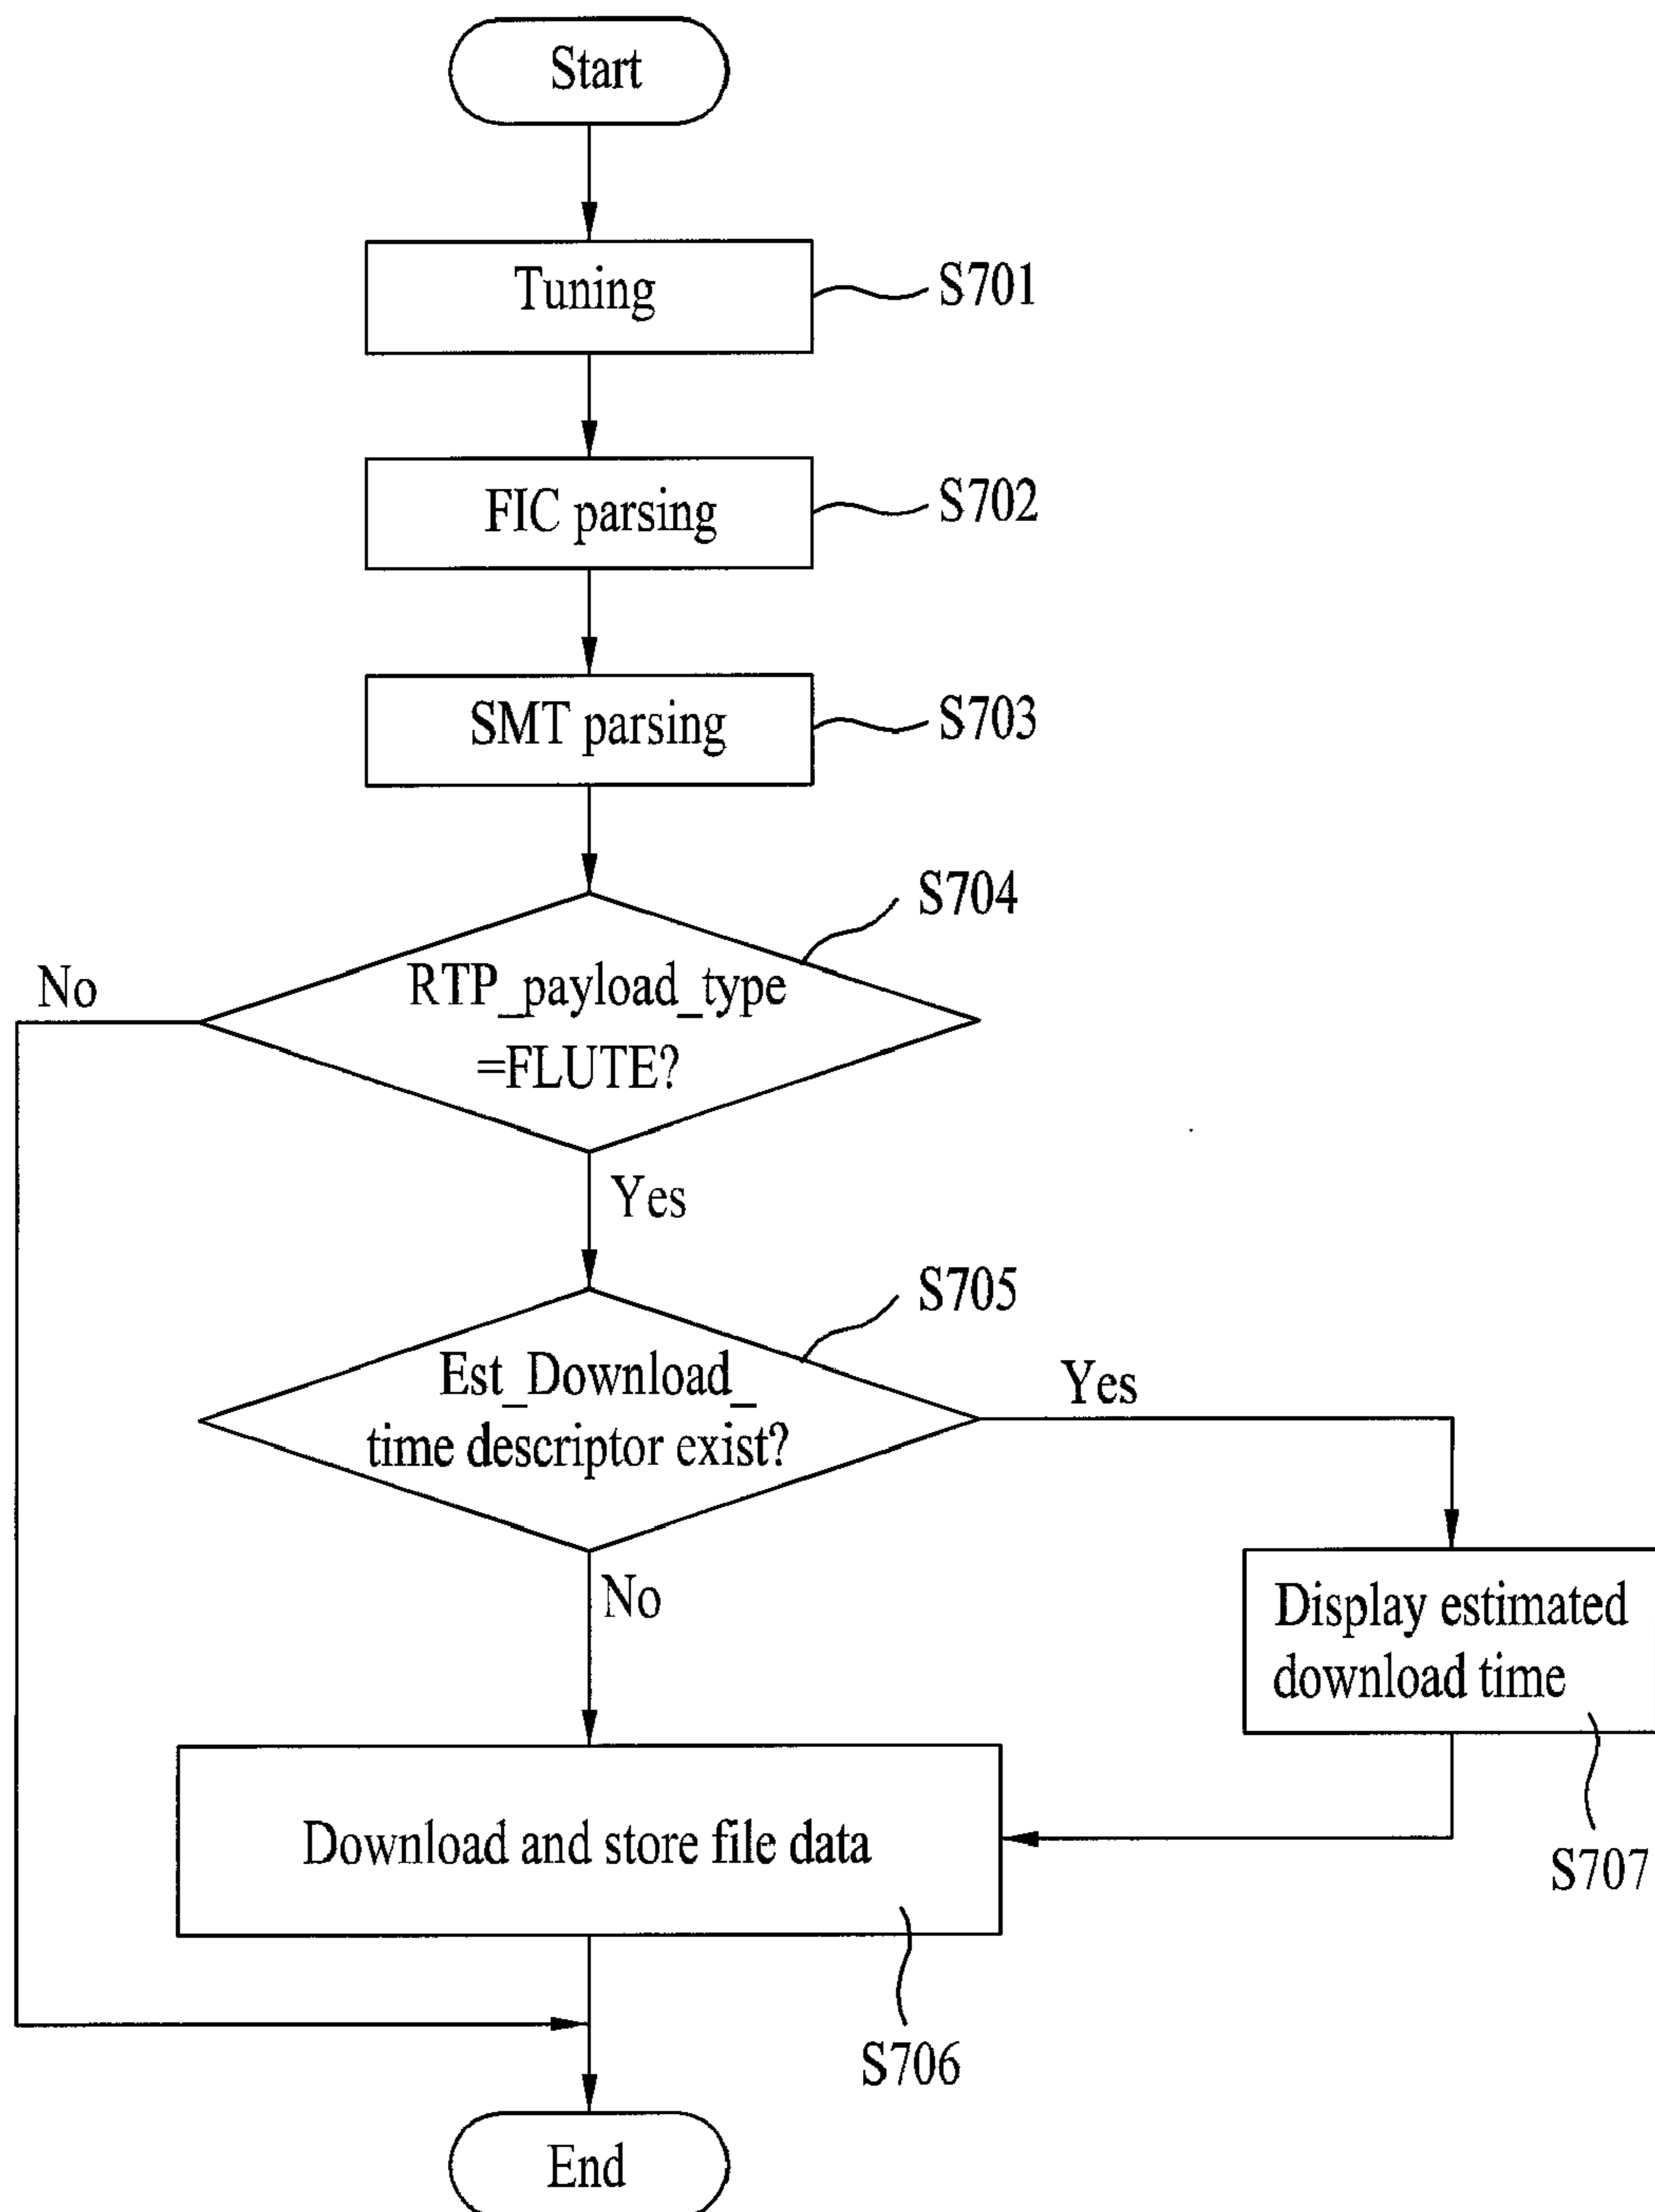 Start
Tuning
S701
FIC parsing
S702
SMT parsing
S703
S704
No
RTP_payload_type
=FLUTE?
Yes
S705
Est_Download_
time descriptor exist?
Yes
No
Display estimated
download time
Download and store file data
S707
S706
End